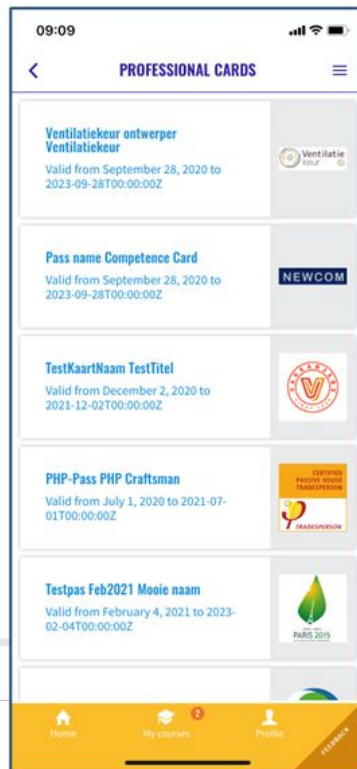 09:09
PROFESSIONAL CARDS
Ventilatiekeur ontwerper
Ventilatiekeur
Valid from September 28, 2020 to
2023-09-28T00:00:00Z
Ventilatie
keur
Pass name Competence Card
Valid from September 28, 2020 to
2023-09-28T00:00:00Z
NEWCOM
TestKaartNaam TestTitel
Valid from December 2, 2020 to
2021-12-02T00:00:00Z
V
PHP-Pass PHP Craftsman
Valid from July 1, 2020 to 2021-07-
01T00:00:00Z
CERTIFIED
PASSIVE HOUSE
TRADESPERSON
TRADESPERSON
Testpas Feb2021 Mooie naam
Valid from February 4, 2021 to 2023-
02-04T00:00:00Z
PARIS 2015
2
Home
My courses
Profile
FEEDBACK